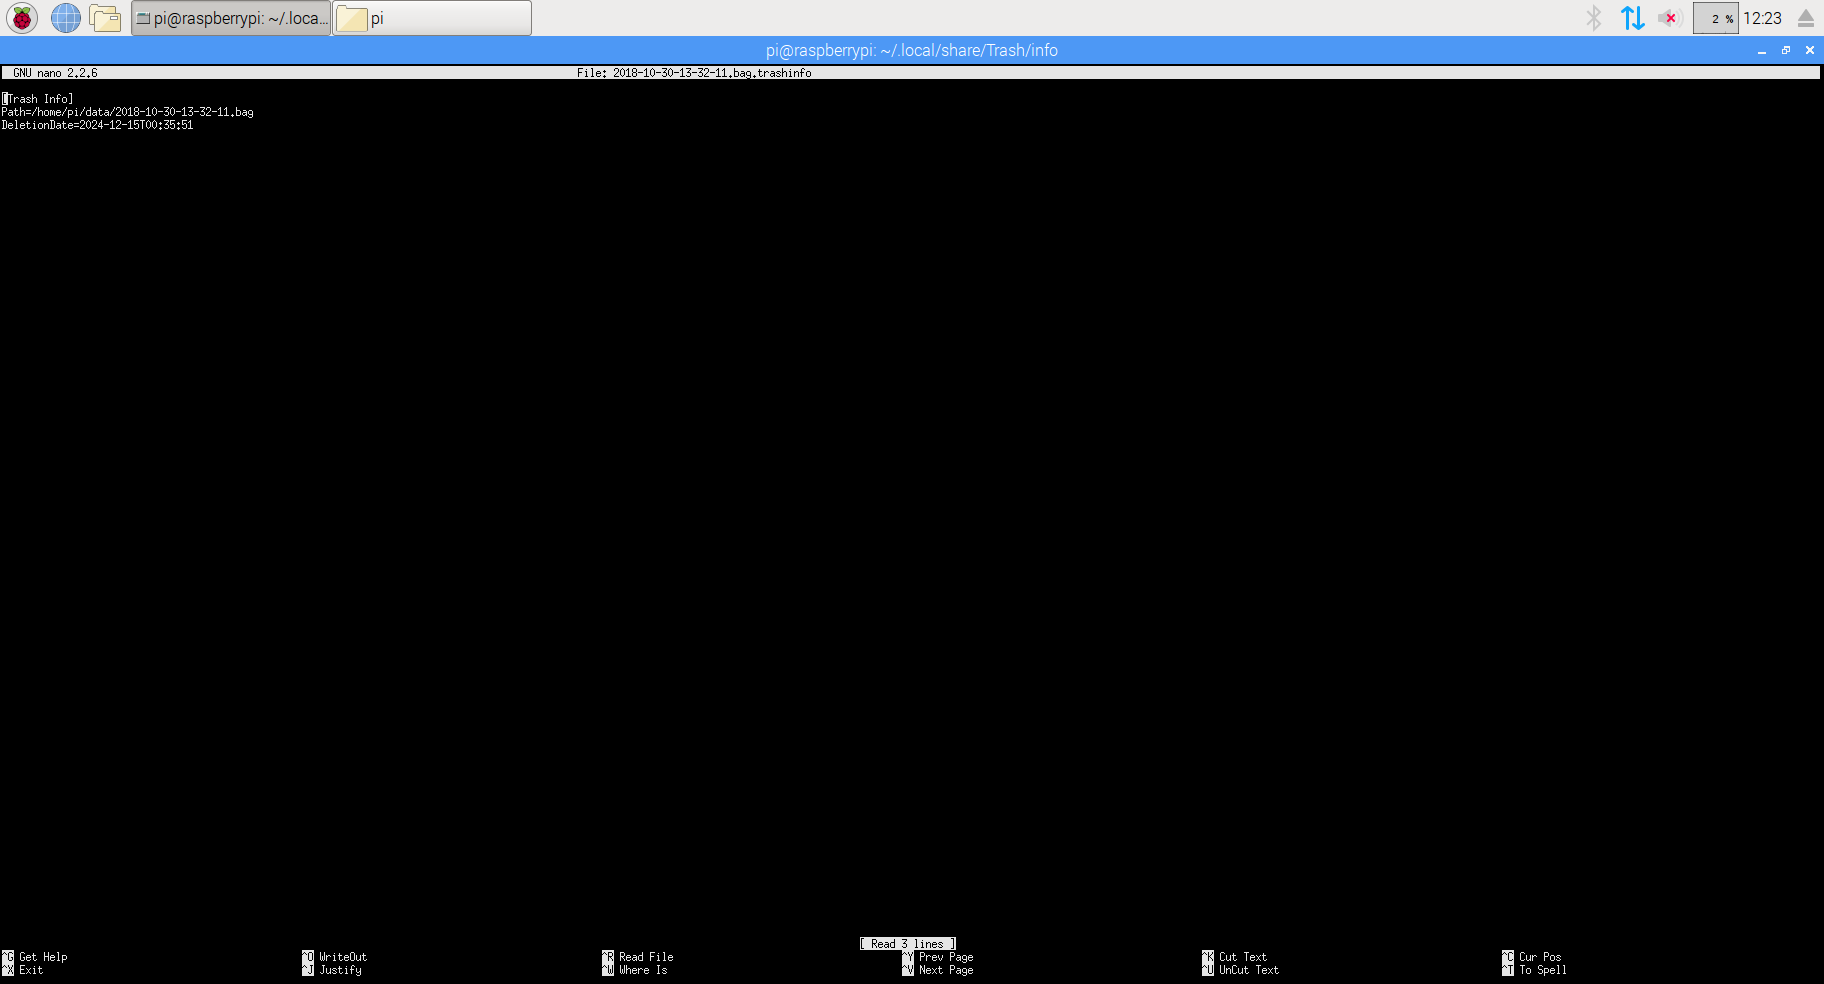 pi@raspberrypi: ~/.loca...
pi
2 %
12:23
pi@raspberrypi: ~/.local/share/Trash/info
GNU nano 2.2.6
File: 2018-10-30-13-32-11.bag.trashinfo
[Trash Info]
Path=/home/pi/data/2018-10-30-13-32-11.bag
DeletionDate=2024-12-15T00:35:51
[ Read 3 lines ]
^G Get Help ^O WriteOut ^R Read File ^Y Prev Page ^K Cut Text ^C Cur Pos
^X Exit ^J Justify ^W Where Is ^V Next Page ^U UnCut Text ^T To Spell